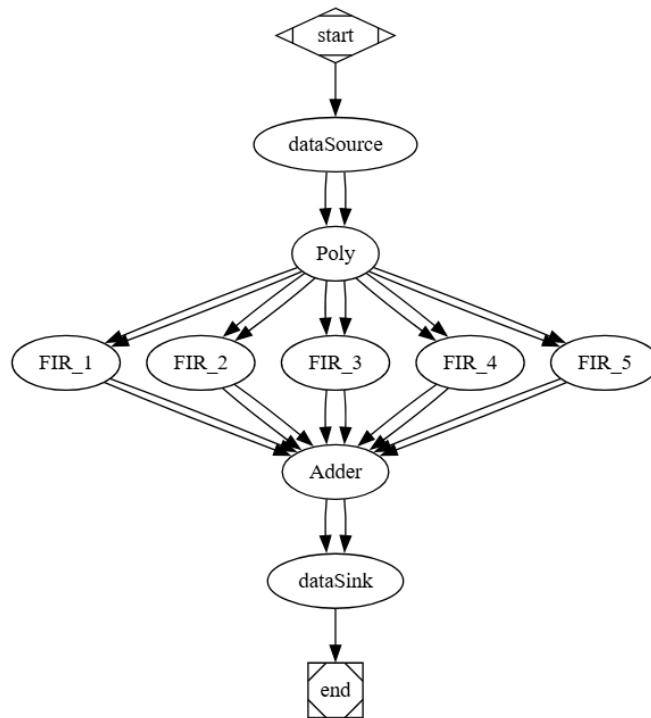 start
dataSource
Poly
FIR_1
FIR_2
FIR_3
FIR_4
FIR_5
Adder
dataSink
end